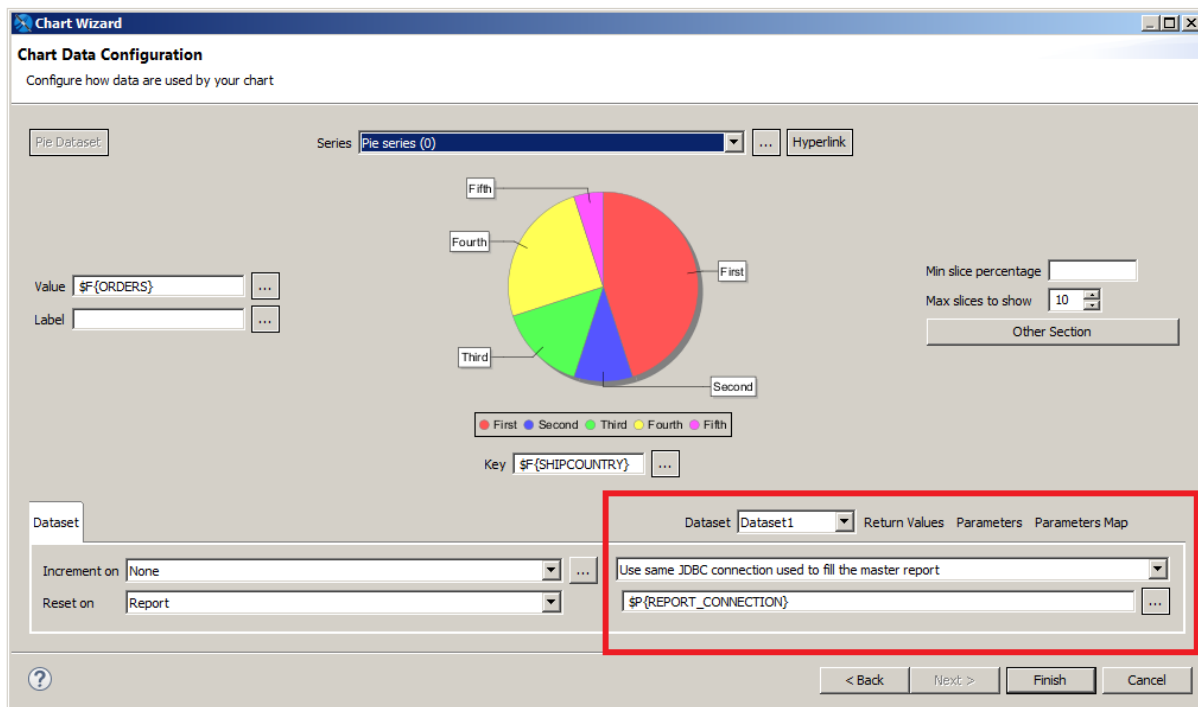 Chart Wizard
Chart Data Configuration
Configure how data are used by your chart
Pie Dataset
Series Pie series (0) ... Hyperlink
Fifth
Fourth
First
Third
Second
Value $F{ORDERS} ...
Label ...
Min slice percentage
Max slices to show 10
Other Section
First Second Third Fourth Fifth
Key $F{SHIPCOUNTRY} ...
Dataset
Dataset Dataset1 Return Values Parameters Parameters Map
Increment on None ...
Reset on Report
Use same JDBC connection used to fill the master report
$P{REPORT_CONNECTION} ...
?
< Back Next > Finish Cancel